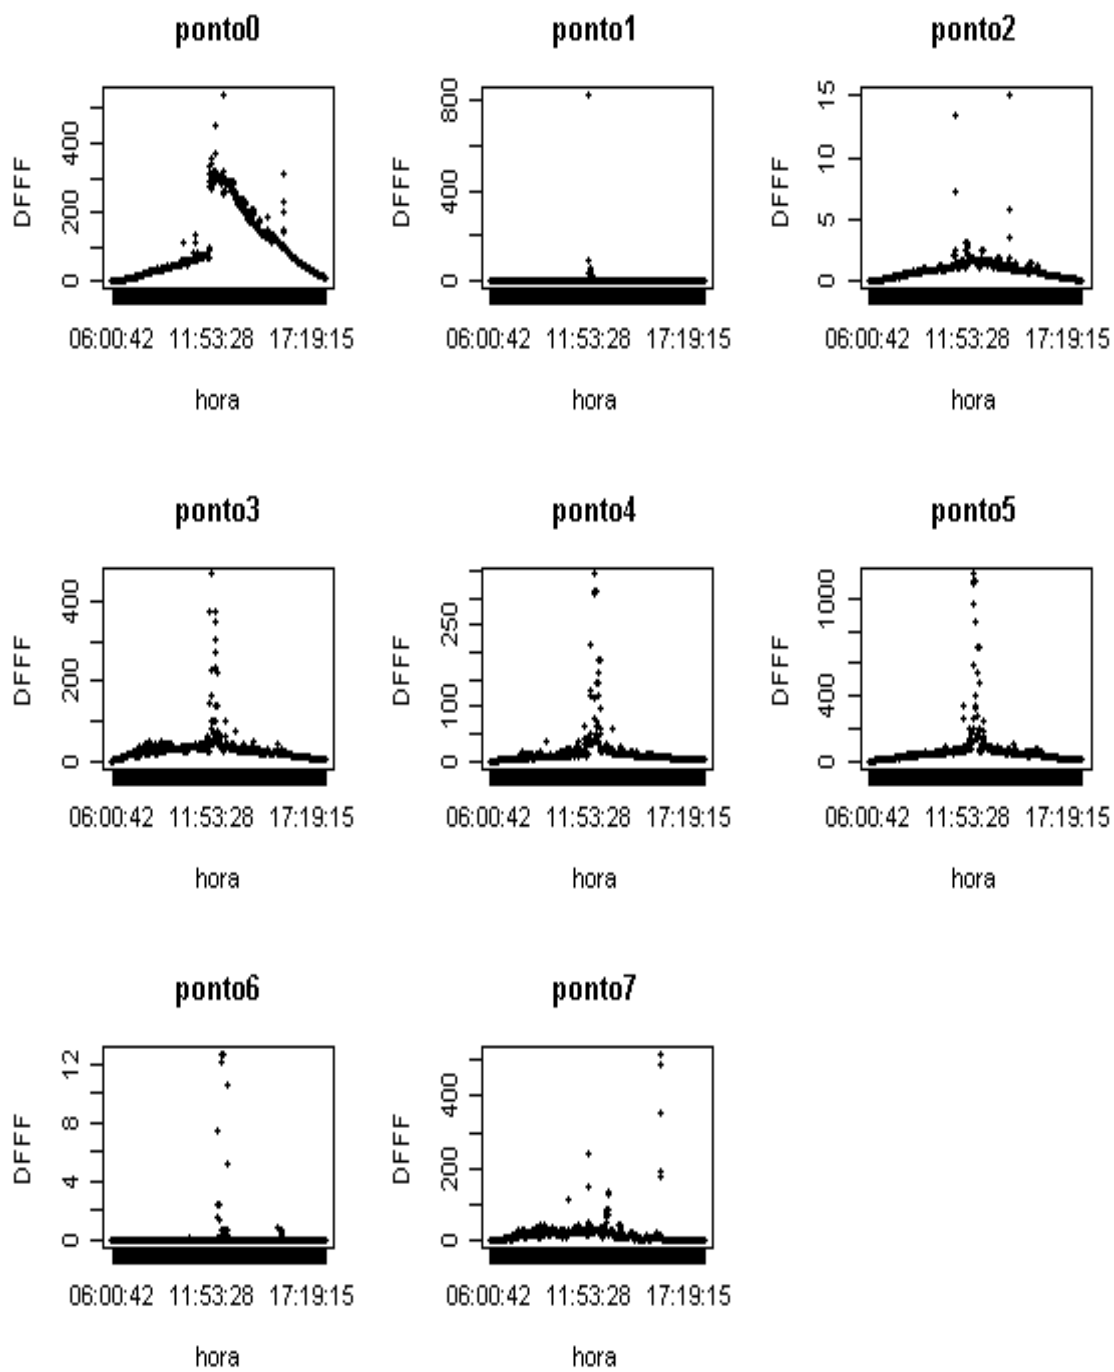 ponto0 ponto1 ponto2
DFFF
0 200 400
06:00:42 11:53:28 17:19:15
hora
DFFF
0 400 800
06:00:42 11:53:28 17:19:15
hora
DFFF
0 5 10 15
06:00:42 11:53:28 17:19:15
hora
ponto3 ponto4 ponto5
DFFF
0 200 400
06:00:42 11:53:28 17:19:15
hora
DFFF
0 100 250
06:00:42 11:53:28 17:19:15
hora
DFFF
0 400 1000
06:00:42 11:53:28 17:19:15
hora
ponto6 ponto7
DFFF
0 4 8 12
06:00:42 11:53:28 17:19:15
hora
DFFF
0 200 400
06:00:42 11:53:28 17:19:15
hora